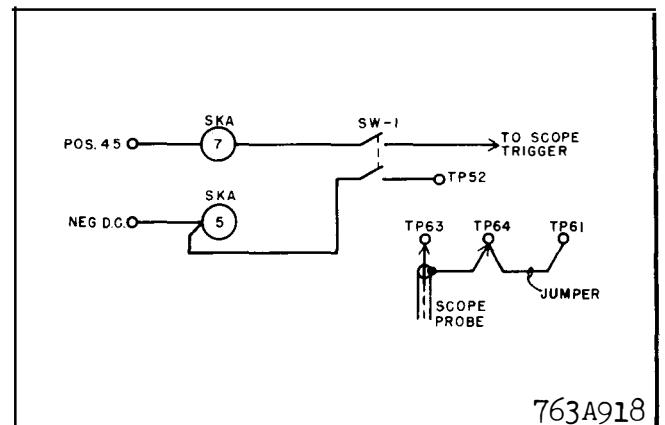 SKA
SW-1
POS. 45
7
TO SCOPE
TRIGGER
TP52
SKA
NEG D.C.
5
TP63
TP64
TP61
JUMPER
SCOPE
PROBE
763A918